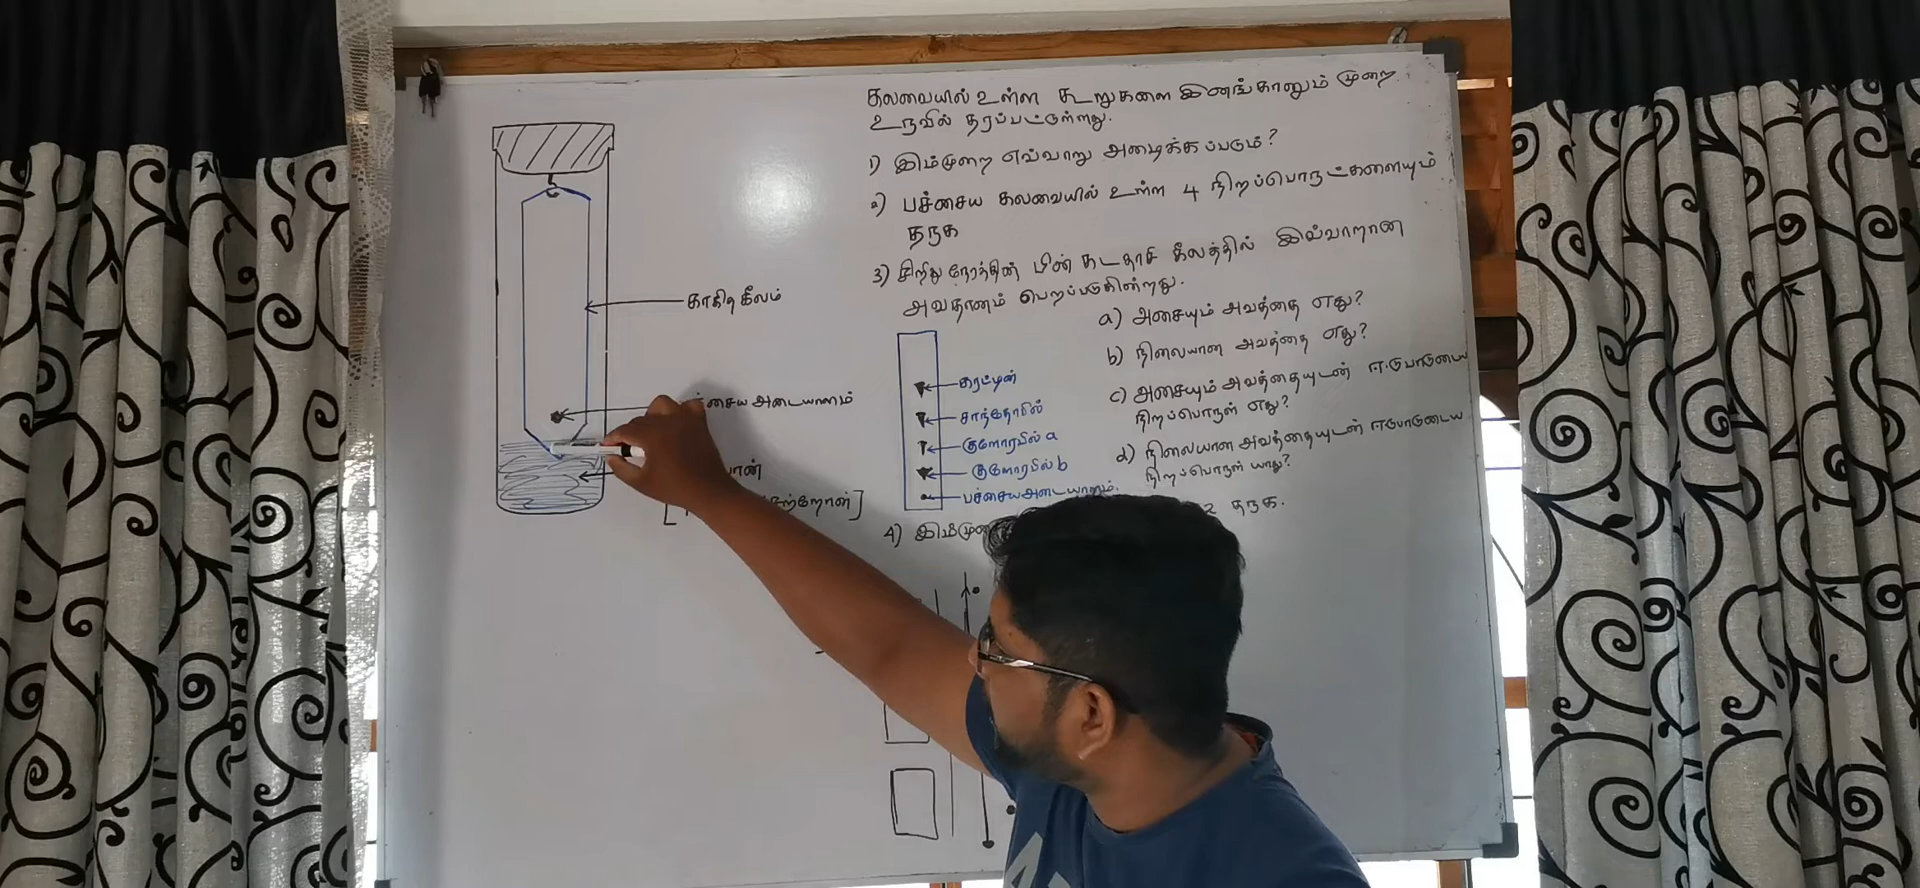 கலவையில் உள்ள கூறுகளை இனங்கானும் முறை
உருவில் தரப்பட்டுள்ளது.
1) இம்முறை எவ்வாறு அழைக்கப்படும்?
2) பச்சைய கலவையில் உள்ள 4 நிறப்பொருட்களையும்
தருக
3) சிறிது நேரத்தின் பின் கடதாசி கீலத்தில் இவ்வாறான
அவதானம் பெறப்படுகின்றது.
a) அசையும் அவத்தை எது?
b) நிலையான அவத்தை எது?
c) அசையும் அவத்தையுடன் ஈடுபாடுடைய
நிறப்பொருள் எது?
d) நிலையான அவத்தையுடன் ஈடுபாடுடைய
நிறப்பொருள் யாது?
கரட்டின்
சாந்தோபில்
குளோரபில் a
குளோரபில் b
பச்சைய அடையாளம்
4)
2 தருக.
காகித கீலம்
அடையாளம்